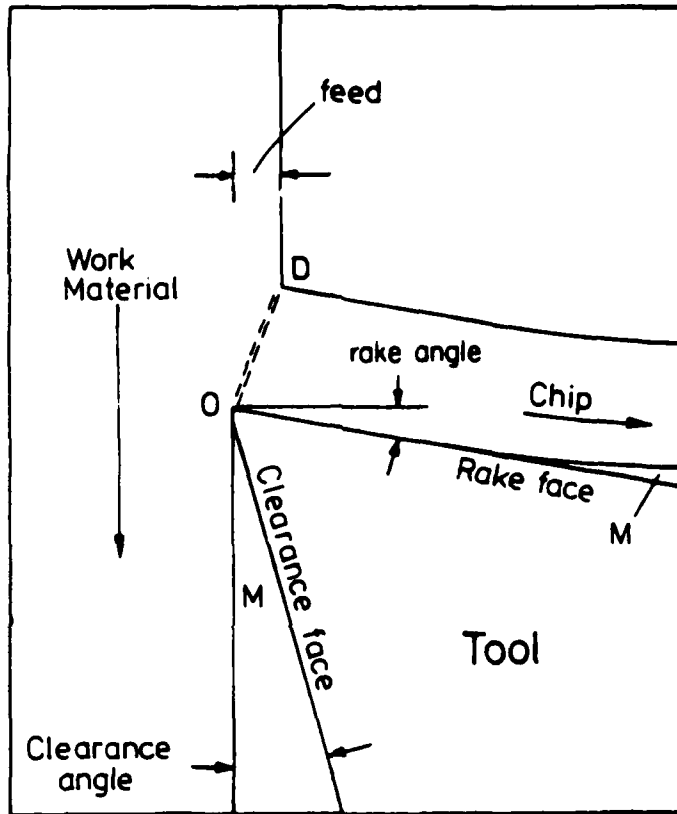 feed
Work
Material
D
rake angle
O
Chip
Rake face
M
Clearance face
M
Tool
Clearance
angle